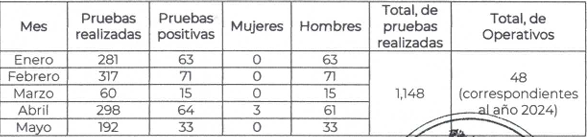 Mes Pruebas realizadas Pruebas positivas Mujeres Hombres Total, de pruebas realizadas Total, de Operativos
Enero 281 63 0 63 1,148 48 (correspondientes al año 2024)
Febrero 317 71 0 71
Marzo 60 15 0 15
Abril 298 64 3 61
Mayo 192 33 0 33